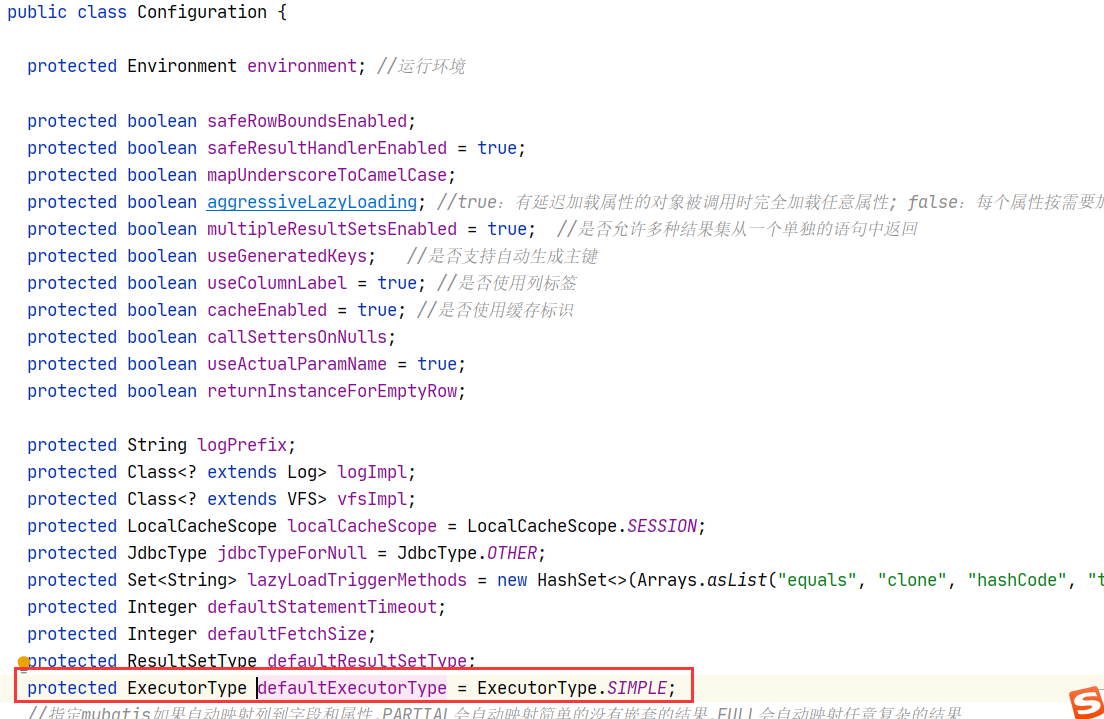 public class Configuration {
protected Environment environment; //运行环境
protected boolean safeRowBoundsEnabled;
protected boolean safeResultHandlerEnabled = true;
protected boolean mapUnderscoreToCamelCase;
protected boolean aggressiveLazyLoading; //true：有延迟加载属性的对象被调用时完全加载任意属性；false：每个属性按需要加
protected boolean multipleResultSetsEnabled = true;  //是否允许多种结果集从一个单独的语句中返回
protected boolean useGeneratedKeys;   //是否支持自动生成主键
protected boolean useColumnLabel = true; //是否使用列标签
protected boolean cacheEnabled = true; //是否使用缓存标识
protected boolean callSettersOnNulls;
protected boolean useActualParamName = true;
protected boolean returnInstanceForEmptyRow;
protected String logPrefix;
protected Class<? extends Log> logImpl;
protected Class<? extends VFS> vfsImpl;
protected LocalCacheScope localCacheScope = LocalCacheScope.SESSION;
protected JdbcType jdbcTypeForNull = JdbcType.OTHER;
protected Set<String> lazyLoadTriggerMethods = new HashSet<>(Arrays.asList("equals", "clone", "hashCode", "t
protected Integer defaultStatementTimeout;
protected Integer defaultFetchSize;
protected ResultSetType defaultResultSetType;
protected ExecutorType defaultExecutorType = ExecutorType.SIMPLE;
//指定mybatis如果自动映射列到字段和属性,PARTIAL会自动映射简单的没有嵌套的结果,FULL会自动映射任意复杂的结果